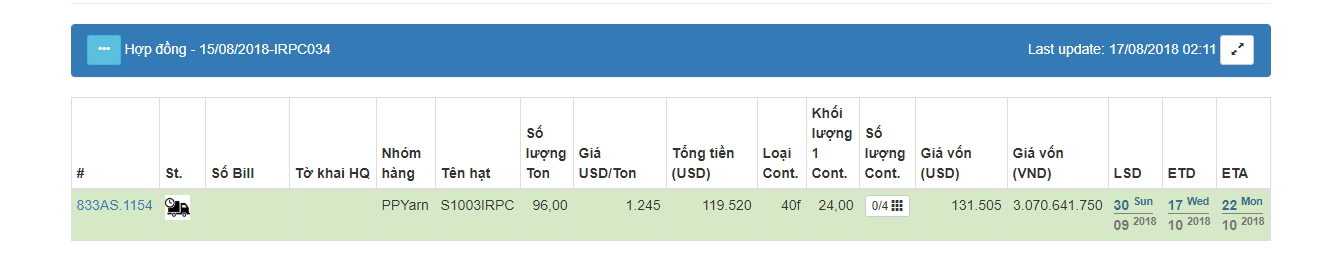 ··· Hợp đồng - 15/08/2018-IRPC034 Last update: 17/08/2018 02:11
# St. Số Bill Tờ khai HQ Nhóm hàng Tên hạt Số lượng Ton Giá USD/Ton Tổng tiền (USD) Loại Cont. Khối lượng 1 Cont. Số lượng Cont. Giá vốn (USD) Giá vốn (VND) LSD ETD ETA
833AS.1154 PPYarn S1003IRPC 96,00 1.245 119.520 40f 24,00 0/4 131.505 3.070.641.750 30 Sun 09 2018 17 Wed 10 2018 22 Mon 10 2018